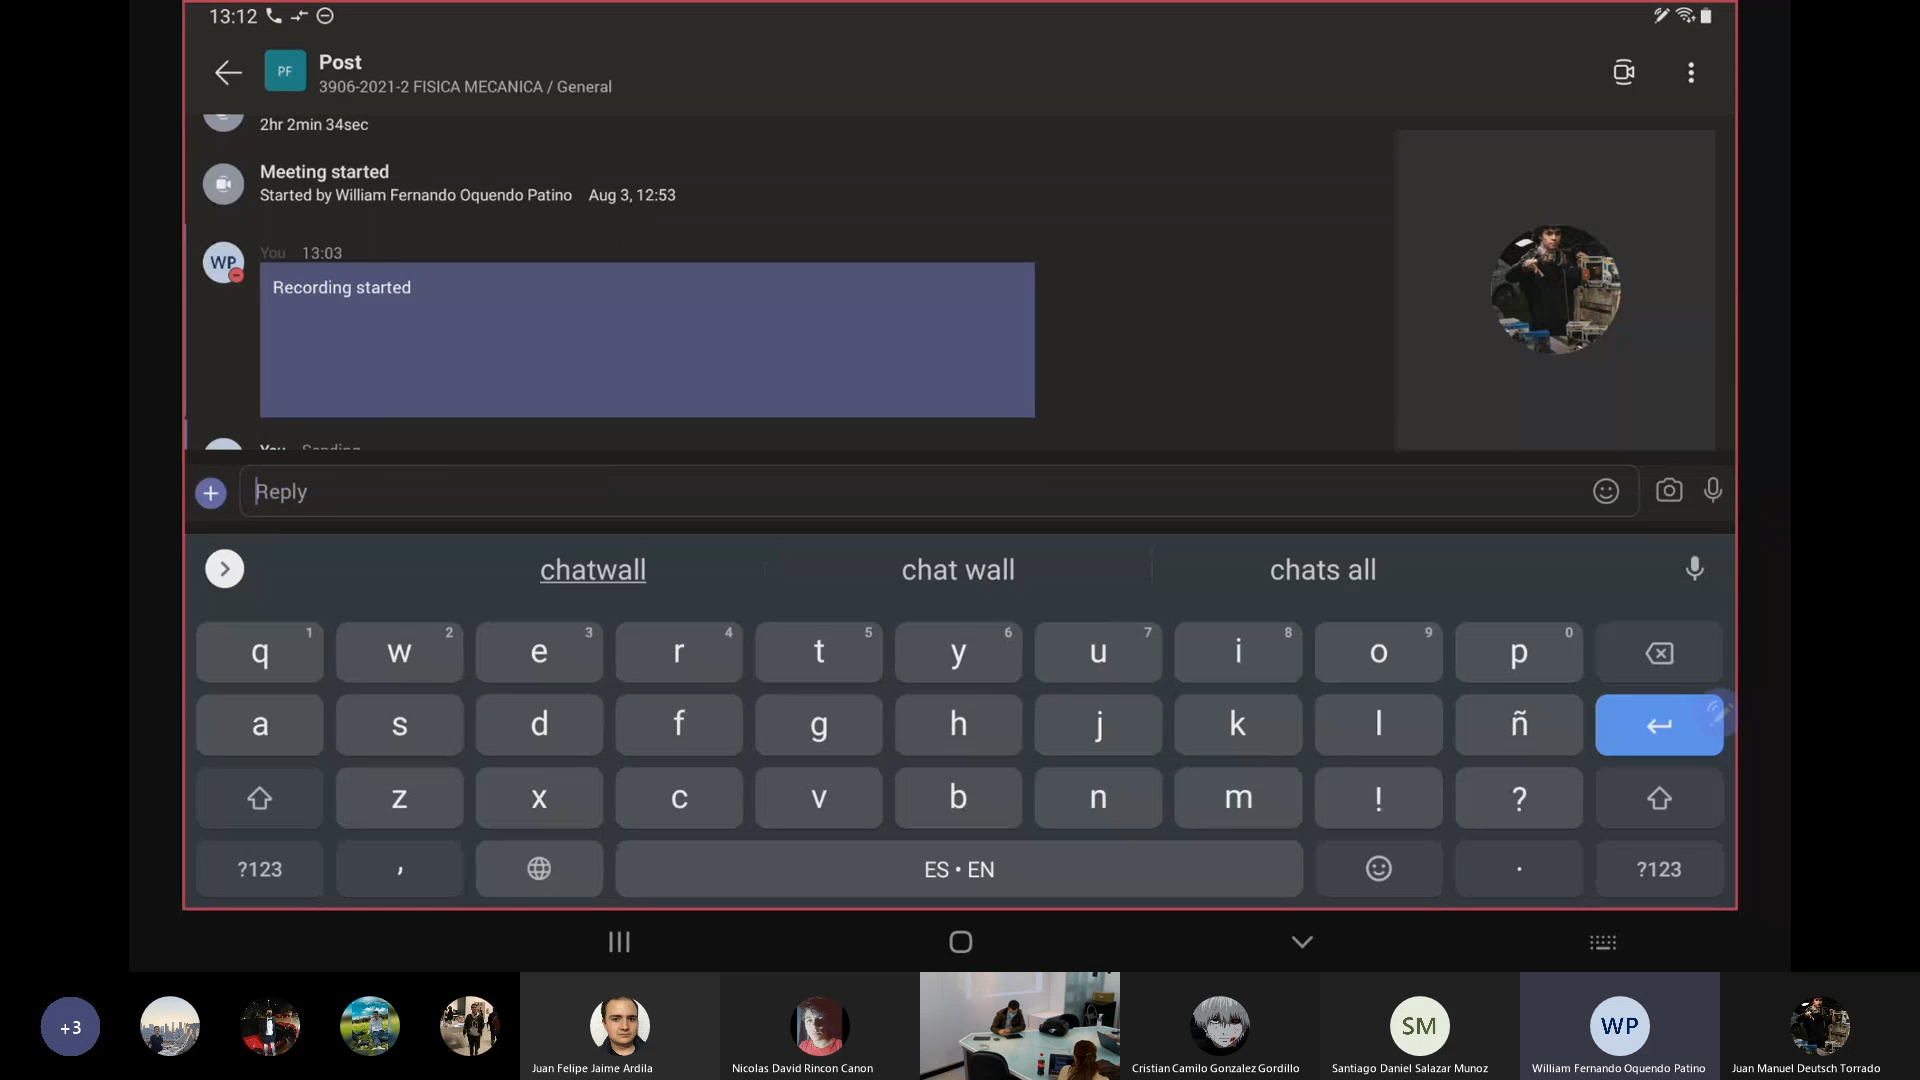 13:12
PF
Post
3906-2021-2 FISICA MECANICA / General
2hr 2min 34sec
Meeting started
Started by William Fernando Oquendo Patino Aug 3, 12:53
WP
You 13:03
Recording started
You Sending
Reply
chatwall
chat wall
chats all
q 1 w 2 e 3 r 4 t 5 y 6 u 7 i 8 o 9 p 0
a s d f g h j k l ñ
z x c v b n m ! ?
?123 , ES • EN . ?123
+3
SM
WP
Juan Felipe Jaime Ardila
Nicolas David Rincon Canon
Cristian Camilo Gonzalez Gordillo
Santiago Daniel Salazar Munoz
William Fernando Oquendo Patino
Juan Manuel Deutsch Torrado